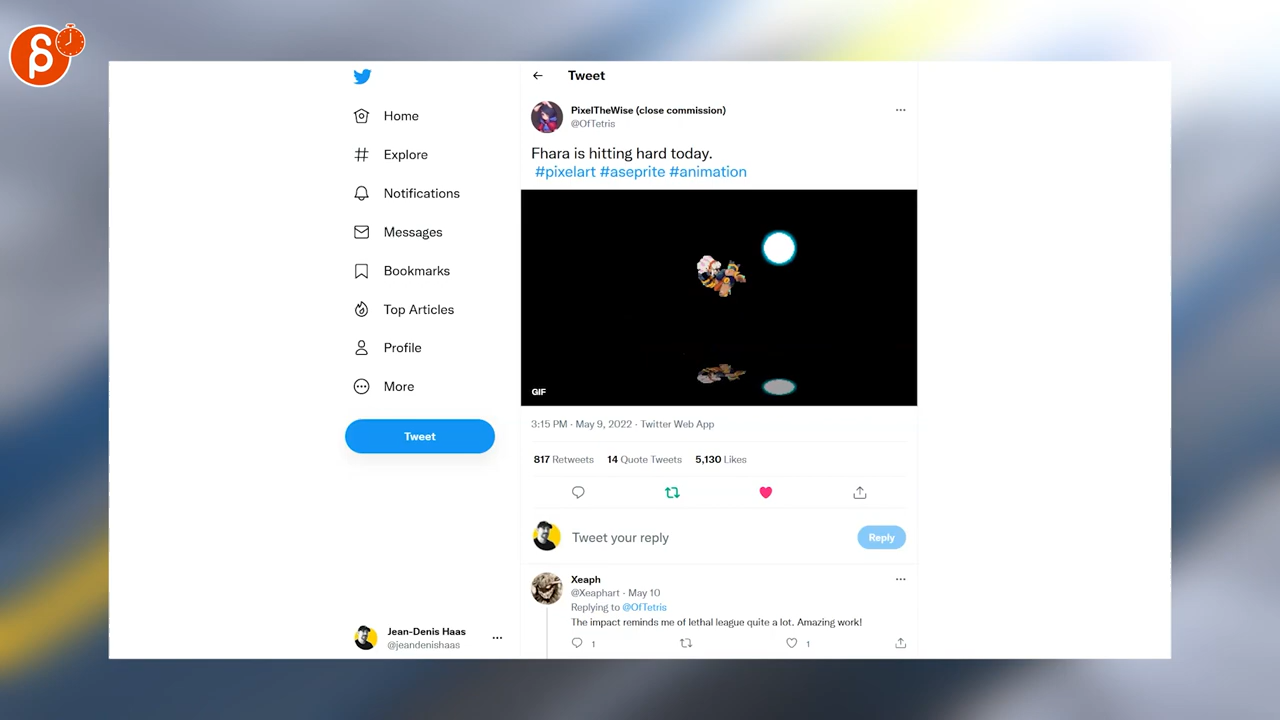 Tweet
PixelTheWise (close commission)
@OfTetris
Fhara is hitting hard today.
#pixelart #aseprite #animation
GIF
3:15 PM · May 9, 2022 · Twitter Web App
817 Retweets 14 Quote Tweets 5,130 Likes
Tweet your reply
Reply
Xeaph
@Xeaphart · May 10
Replying to @OfTetris
The impact reminds me of lethal league quite a lot. Amazing work!
1
1
Home
Explore
Notifications
Messages
Bookmarks
Top Articles
Profile
More
Tweet
Jean-Denis Haas
@jeandenishaas